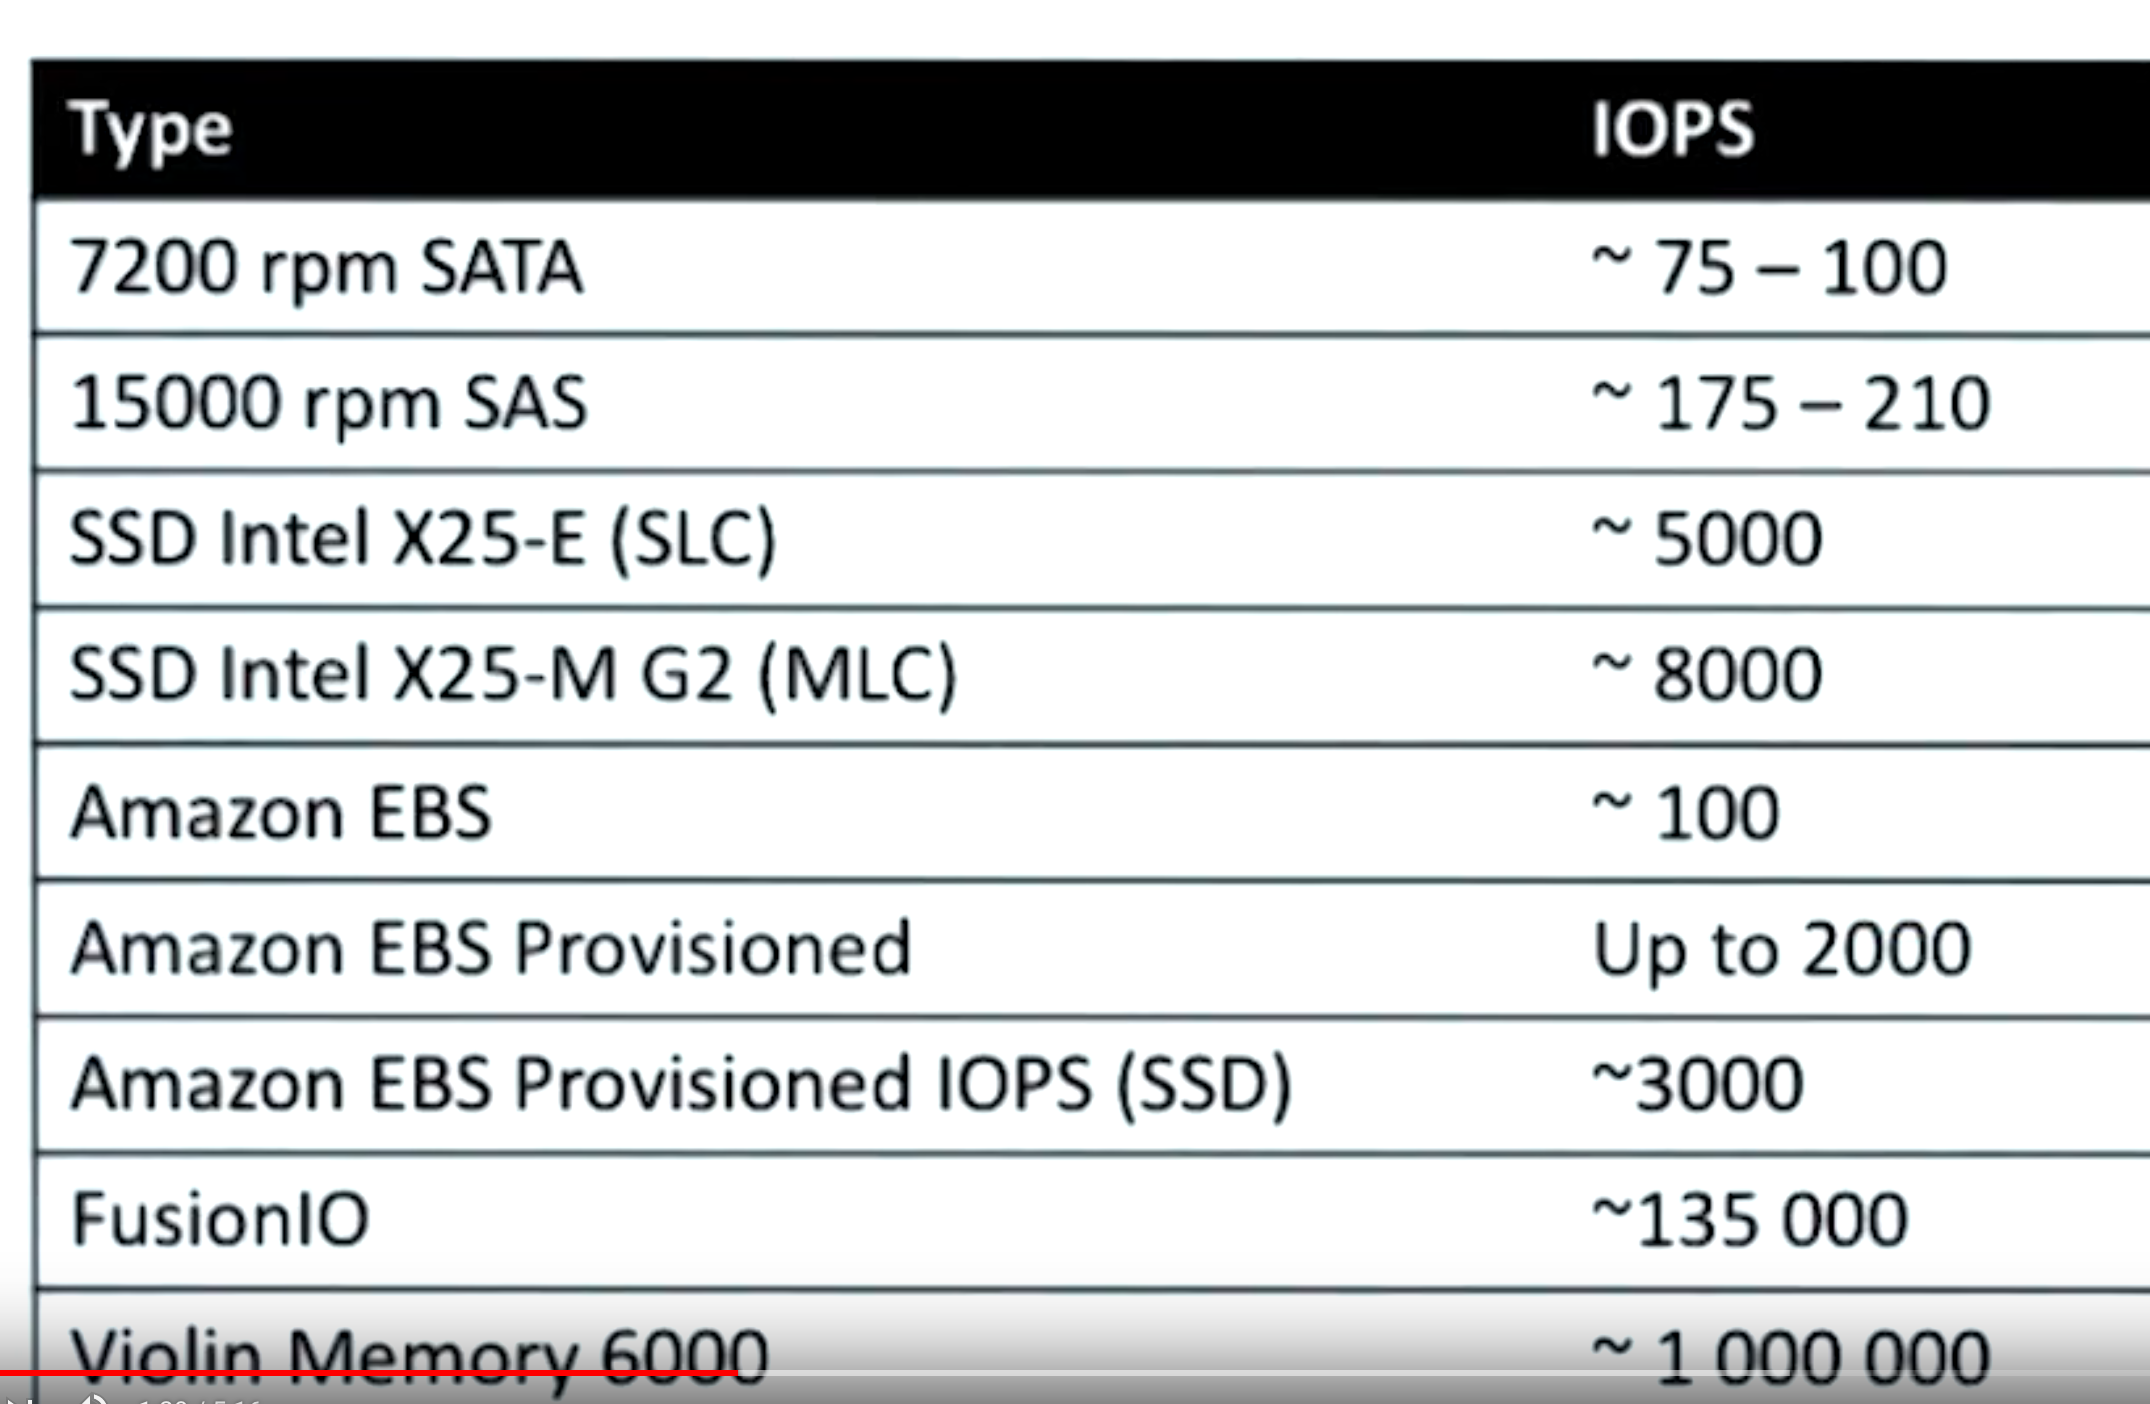 Type IOPS
7200 rpm SATA ~ 75 – 100
15000 rpm SAS ~ 175 – 210
SSD Intel X25-E (SLC) ~ 5000
SSD Intel X25-M G2 (MLC) ~ 8000
Amazon EBS ~ 100
Amazon EBS Provisioned Up to 2000
Amazon EBS Provisioned IOPS (SSD) ~3000
FusionIO ~135 000
Violin Memory 6000 ~ 1 000 000